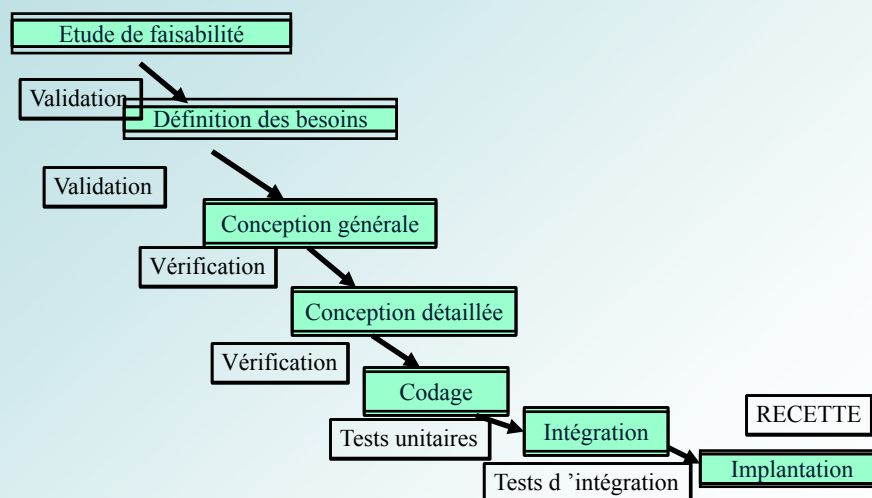 Etude de faisabilité
Validation
Définition des besoins
Validation
Conception générale
Vérification
Conception détaillée
Vérification
Codage
RECETTE
Tests unitaires
Intégration
Implantation
Tests d ’intégration